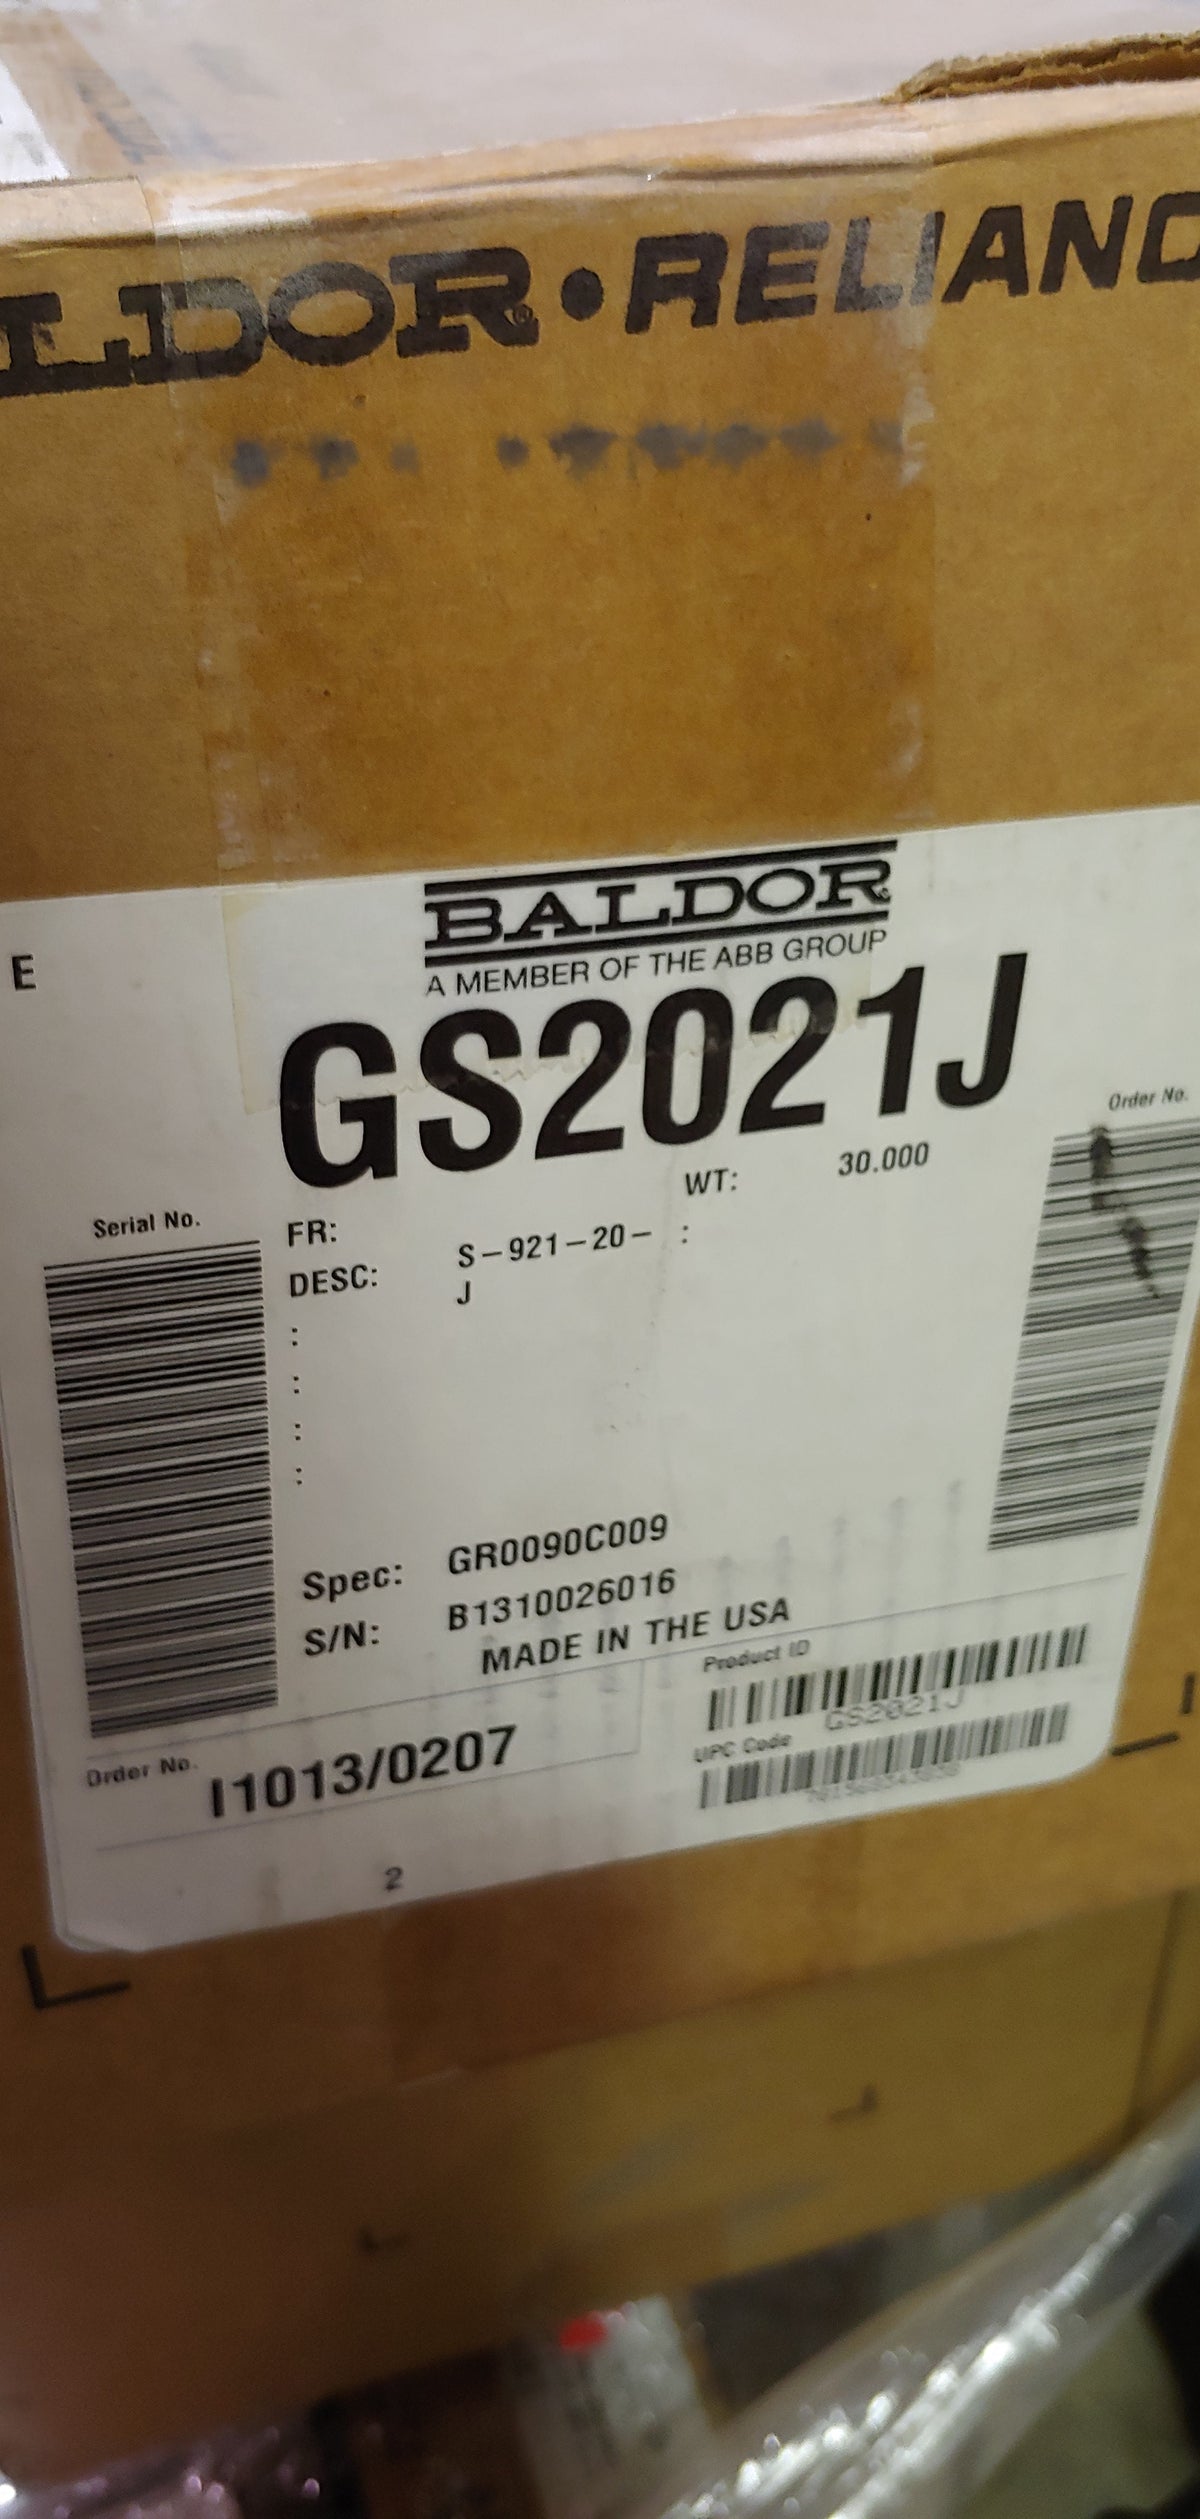 LDOR®·RELIANC
BALDOR
A MEMBER OF THE ABB GROUP
E
GS2021J
WT: 30.000
Order No.
Serial No.
FR:
S-921-20- :
DESC: J
:
:
:
:
Spec: GR0090C009
S/N: B1310026016
MADE IN THE USA
Product ID
GS2021J
UPC Code
Order No. I1013/0207
2